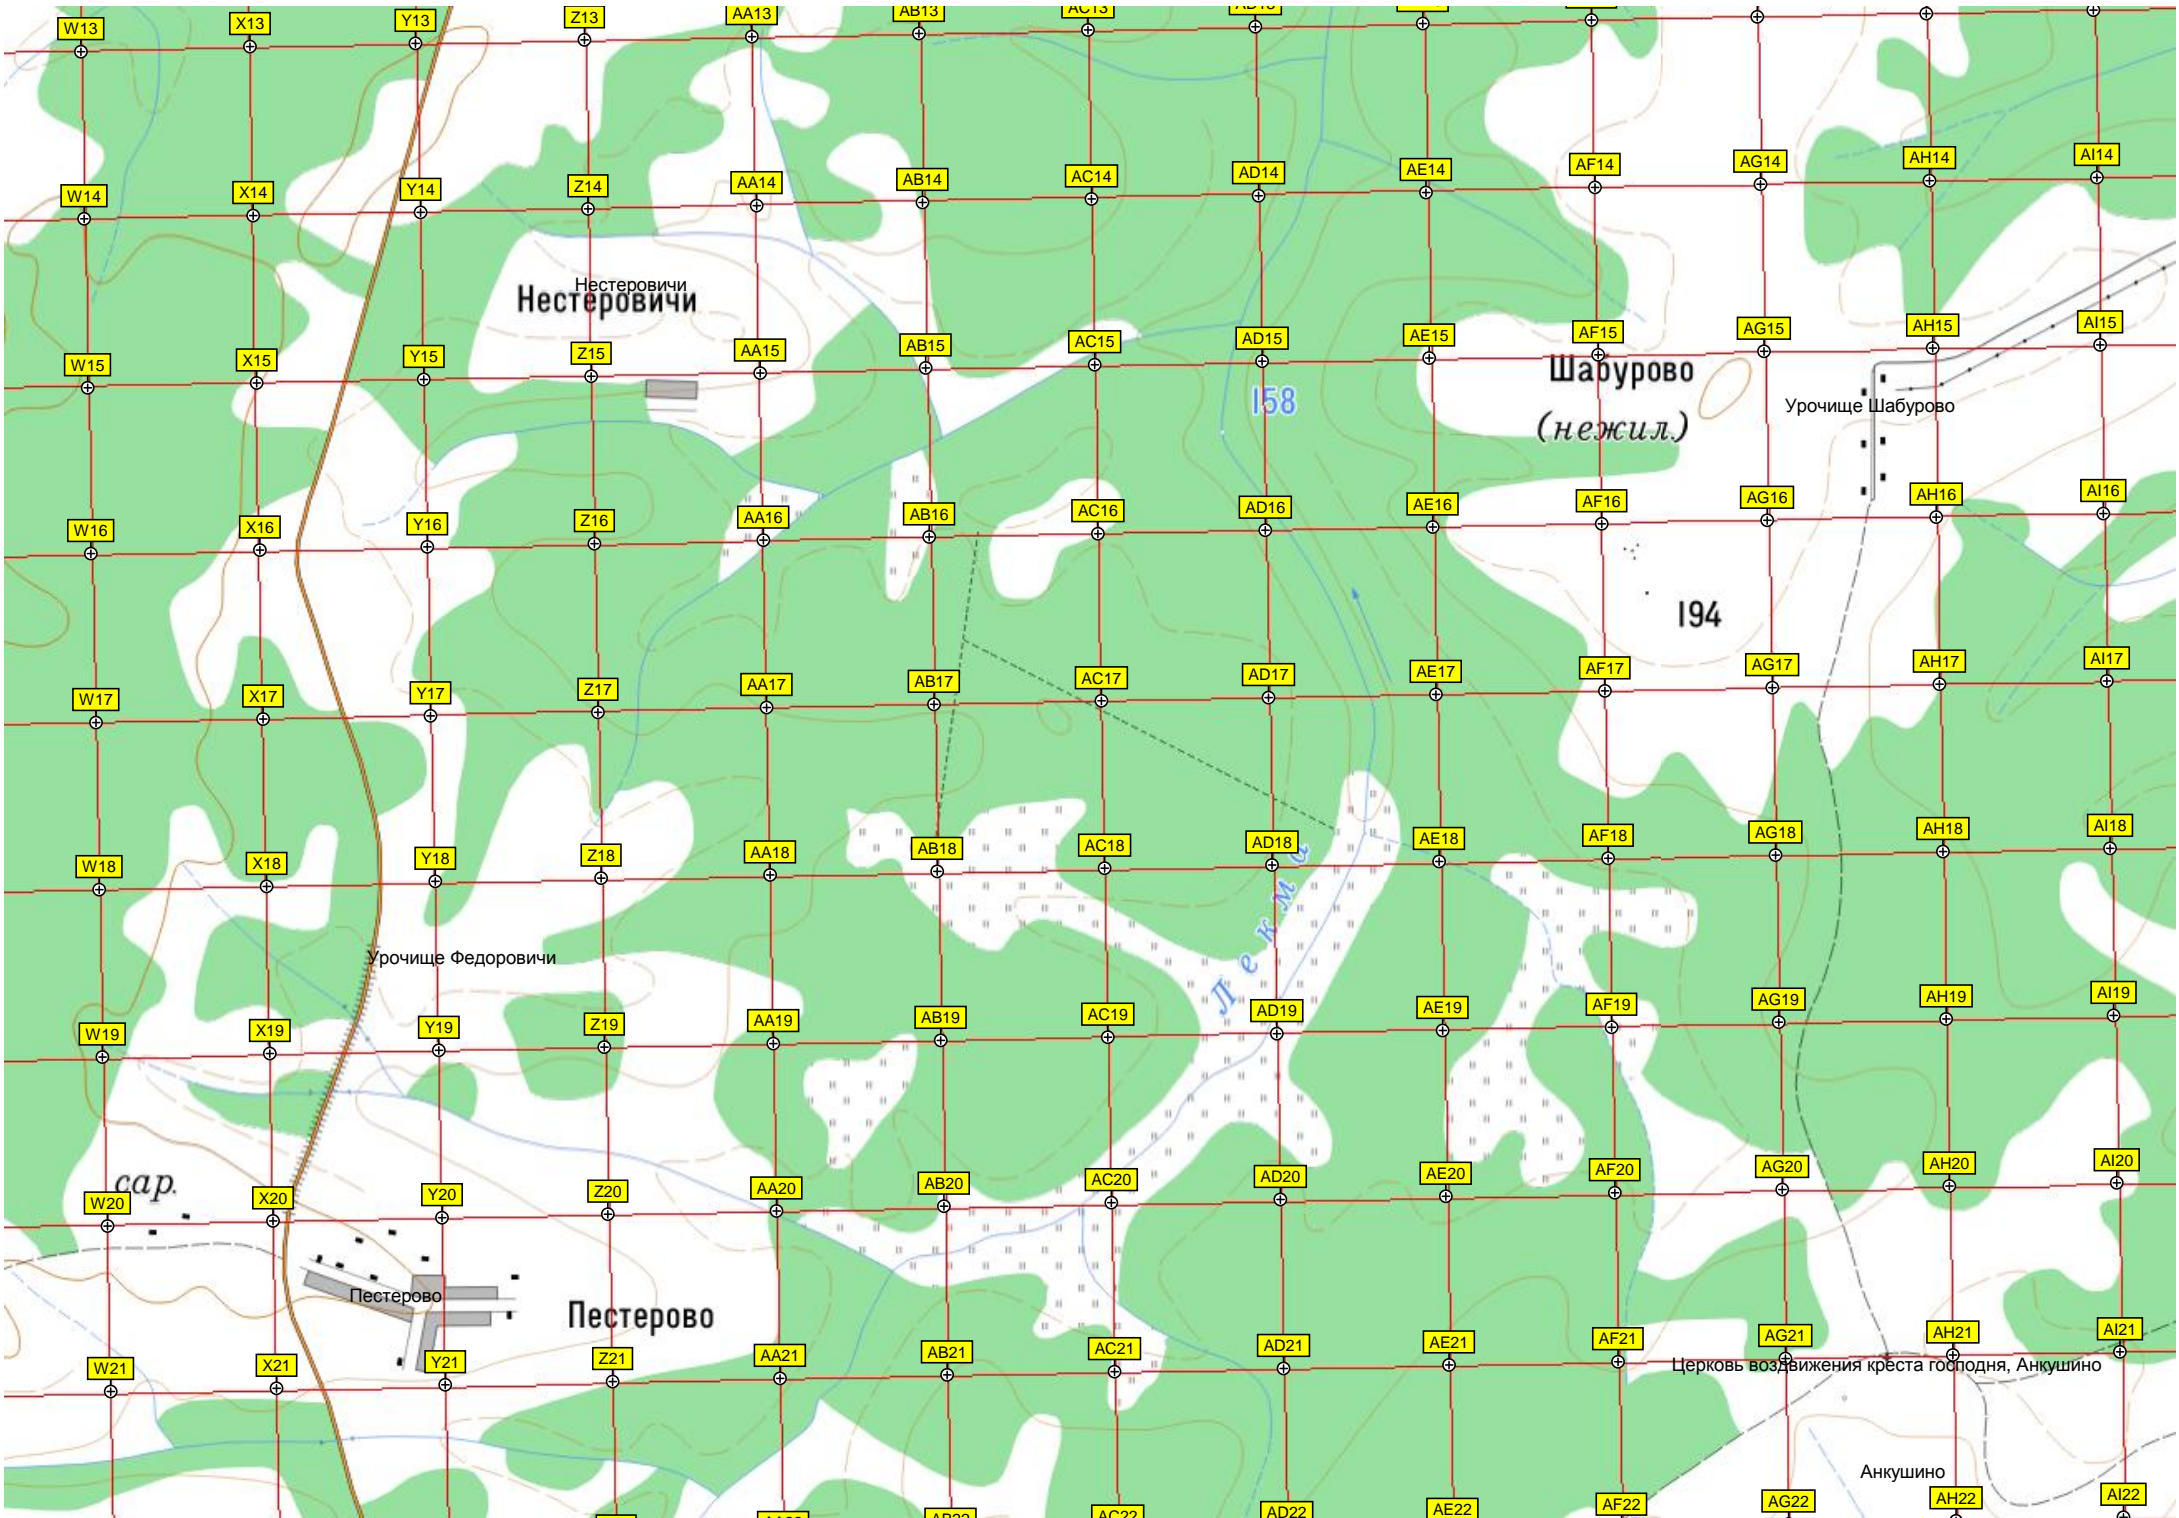 W13 X13 Y13 Z13 AA13 AB13 AC13
W14 X14 Y14 Z14 AA14 AB14 AC14 AD14 AE14 AF14 AG14 AH14 AI14
Нестеровичи
Нестеровичи
W15 X15 Y15 Z15 AA15 AB15 AC15 AD15 AE15 AF15 AG15 AH15 AI15
Шабурово
158
Урочище Шабурово
(нежил.)
W16 X16 Y16 Z16 AA16 AB16 AC16 AD16 AE16 AF16 AG16 AH16 AI16
194
W17 X17 Y17 Z17 AA17 AB17 AC17 AD17 AE17 AF17 AG17 AH17 AI17
W18 X18 Y18 Z18 AA18 AB18 AC18 AD18 AE18 AF18 AG18 AH18 AI18
Лекма
Урочище Федоровичи
W19 X19 Y19 Z19 AA19 AB19 AC19 AD19 AE19 AF19 AG19 AH19 AI19
сар.
W20 X20 Y20 Z20 AA20 AB20 AC20 AD20 AE20 AF20 AG20 AH20 AI20
Пестерово
Пестерово
W21 X21 Y21 Z21 AA21 AB21 AC21 AD21 AE21 AF21 AG21 AH21 AI21
Церковь воздвижения креста господня, Анкушино
Анкушино
AC22 AD22 AE22 AF22 AG22 AH22 AI22